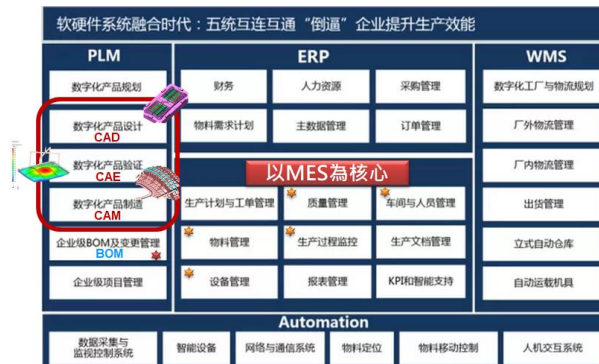 软硬件系统融合时代：五统互连互通“倒逼”企业提升生产效能
PLM
数字化产品规划
数字化产品设计
CAD
数字化产品验证
CAE
数字化产品制造
CAM
企业级BOM及变更管理
BOM
企业级项目管理
ERP
财务
人力资源
采购管理
物料需求计划
主数据管理
订单管理
以MES為核心
生产计划与工单管理
质量管理
车间与人员管理
物料管理
生产过程监控
生产文档管理
设备管理
报表管理
KPI和智能支持
WMS
数字化工厂与物流规划
厂外物流管理
厂内物流管理
出货管理
立式自动仓库
自动运载机具
Automation
数据采集与
监视控制系统
智能设备
网络与通信系统
物料定位
物料移动控制
人机交互系统